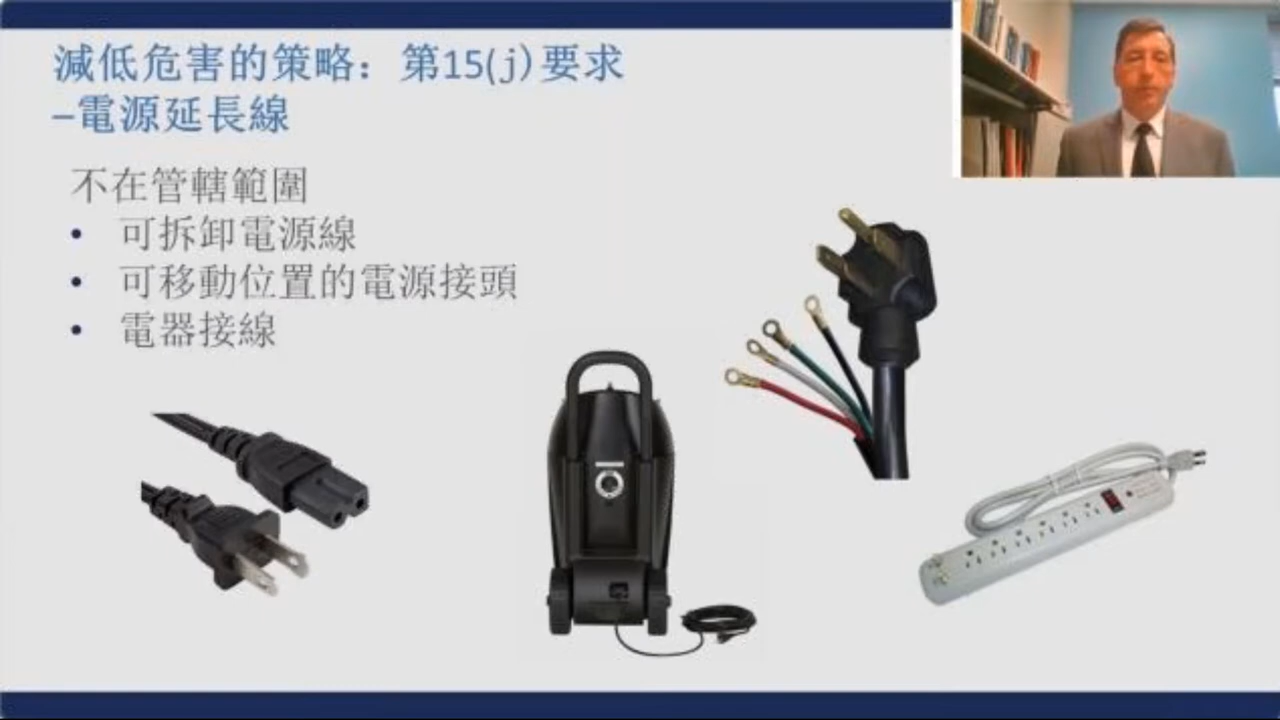 減低危害的策略：第15(j)要求
–電源延長線
不在管轄範圍
• 可拆卸電源線
• 可移動位置的電源接頭
• 電器接線